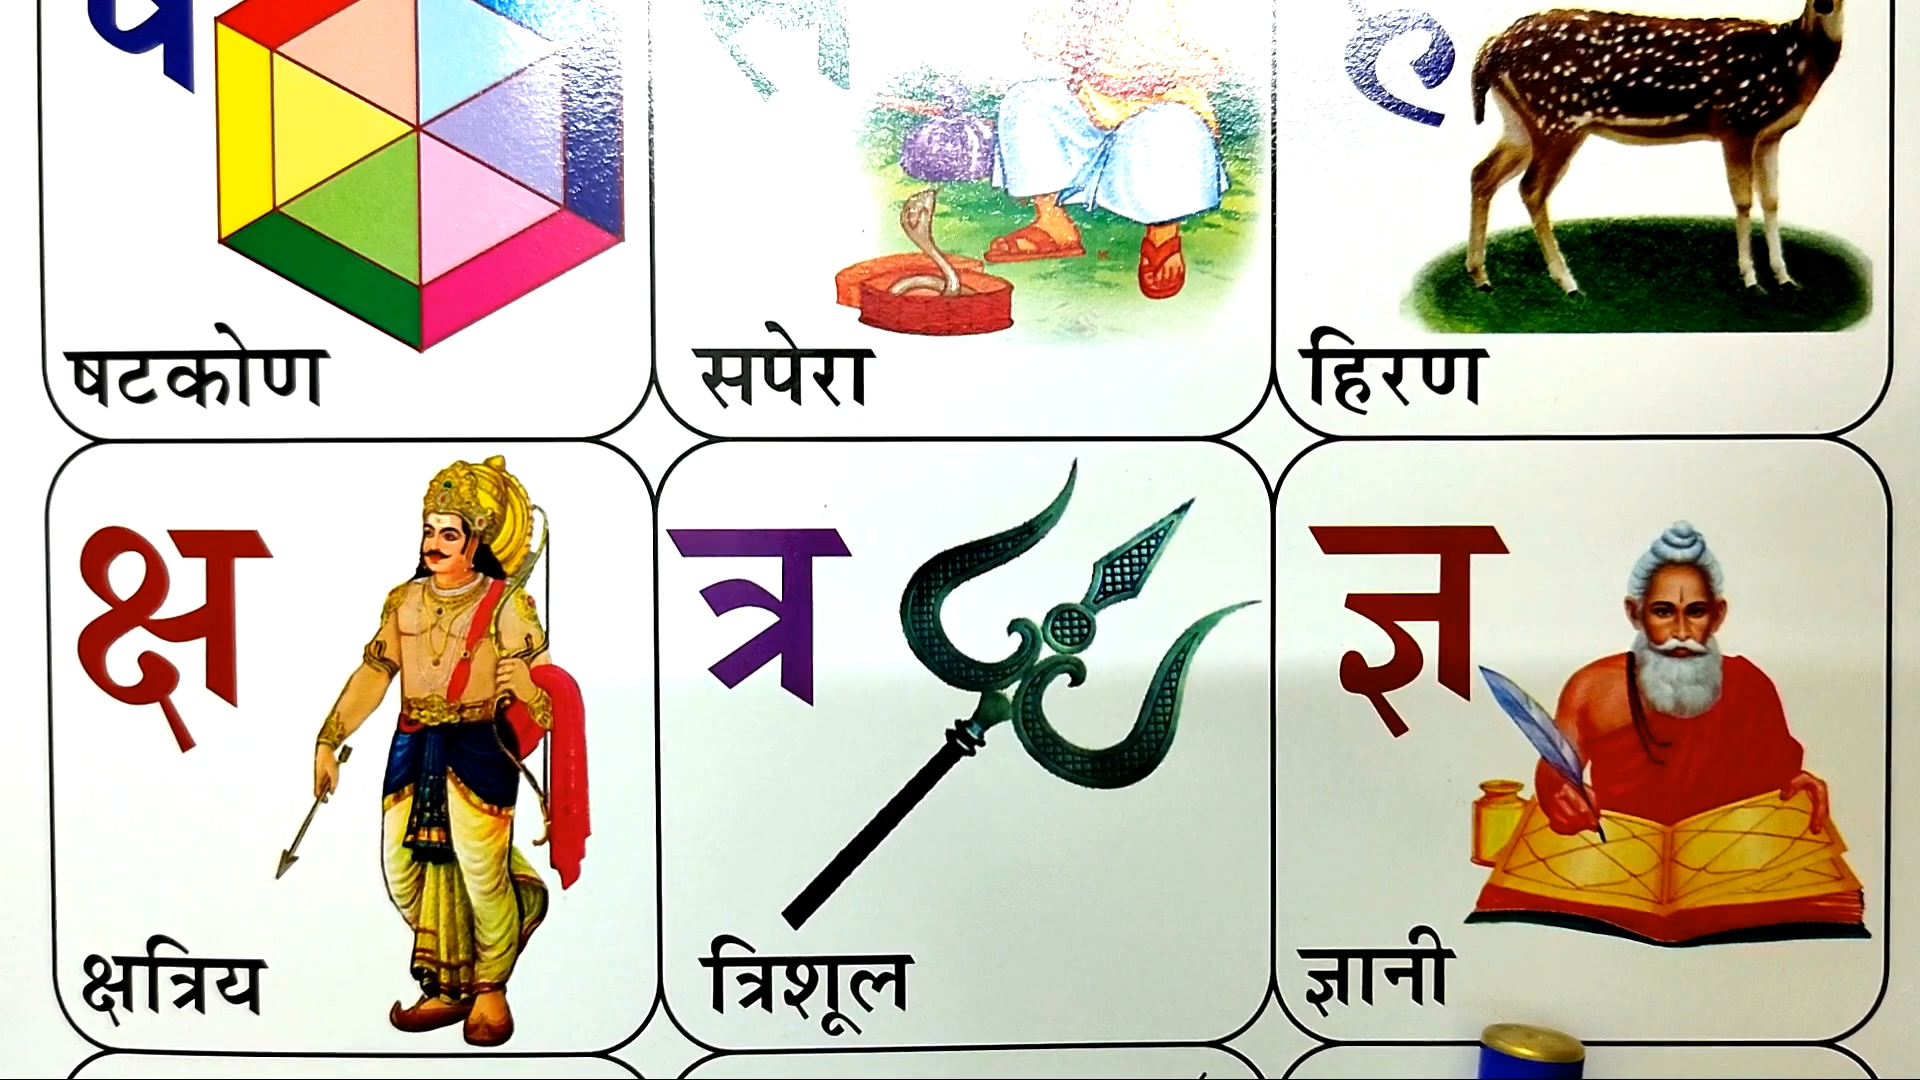 ष
स
ह
षटकोण
सपेरा
हिरण
क्ष
त्र
ज्ञ
क्षत्रिय
त्रिशूल
ज्ञानी